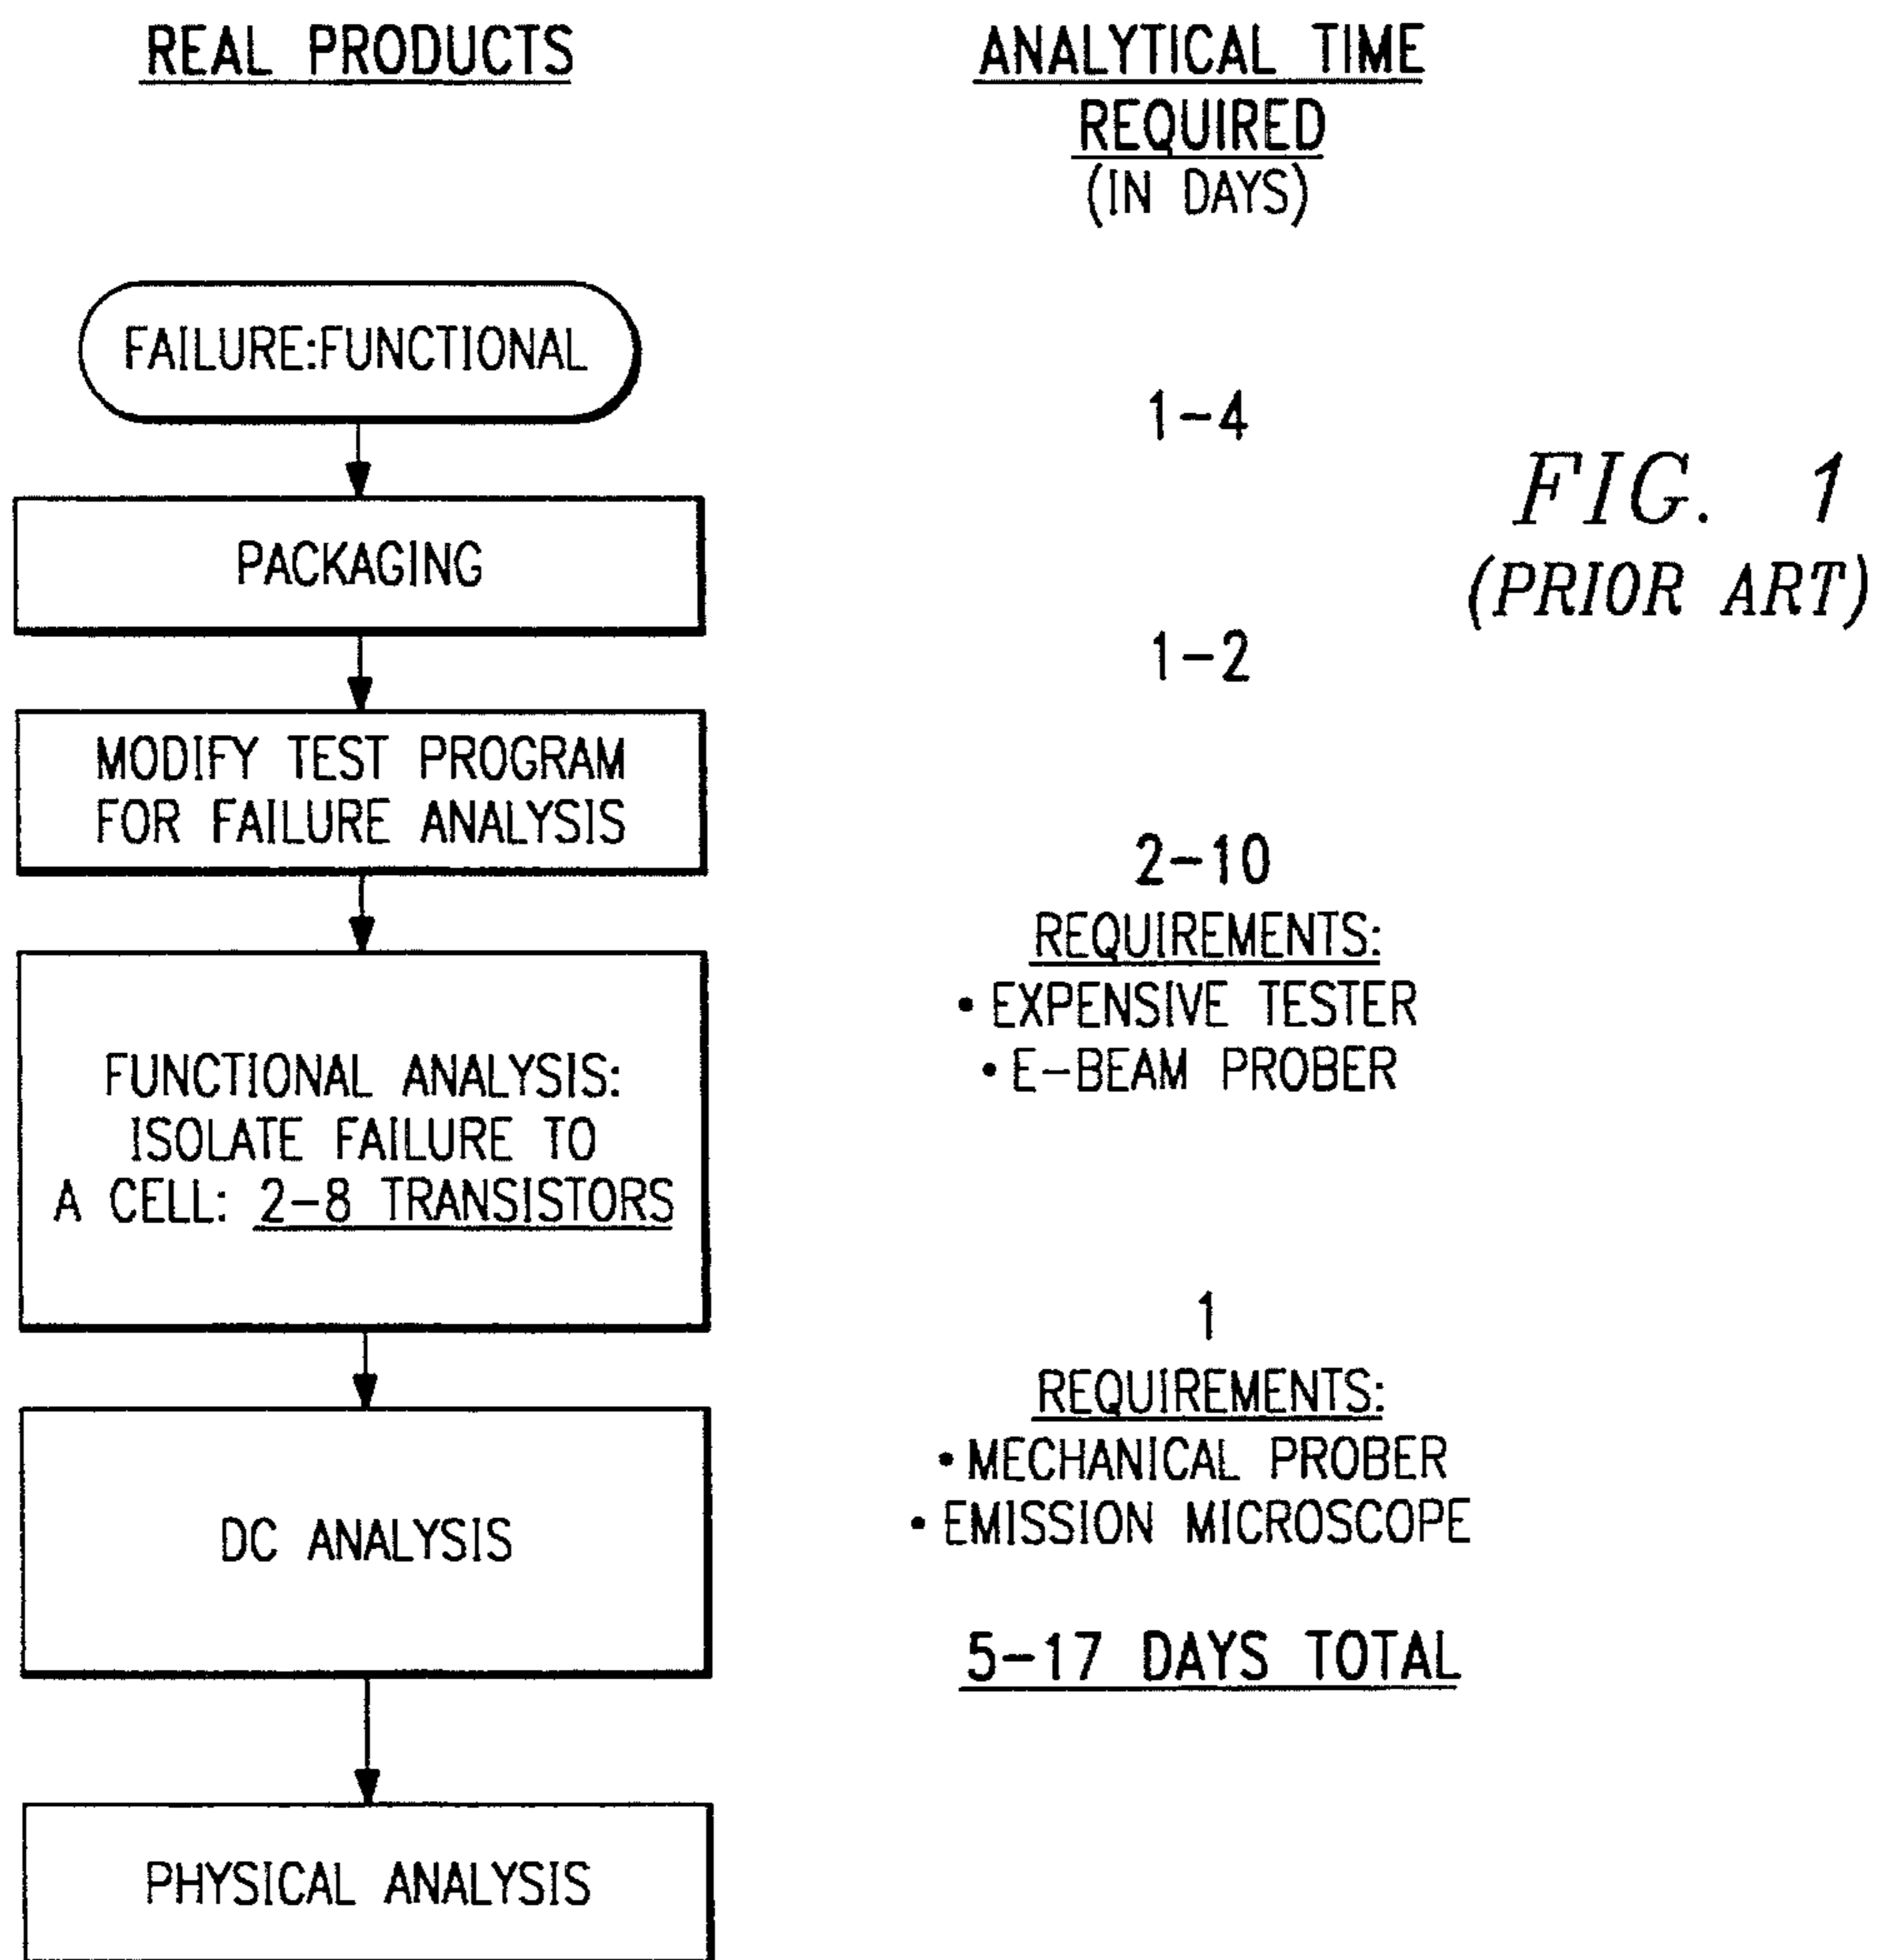 REAL PRODUCTS
ANALYTICAL TIME
REQUIRED
(IN DAYS)
FAILURE:FUNCTIONAL
1-4
FIG. 1
(PRIOR ART)
PACKAGING
1-2
MODIFY TEST PROGRAM
FOR FAILURE ANALYSIS
2-10
REQUIREMENTS:
• EXPENSIVE TESTER
• E-BEAM PROBER
FUNCTIONAL ANALYSIS:
ISOLATE FAILURE TO
A CELL: 2-8 TRANSISTORS
1
REQUIREMENTS:
• MECHANICAL PROBER
• EMISSION MICROSCOPE
DC ANALYSIS
5-17 DAYS TOTAL
PHYSICAL ANALYSIS